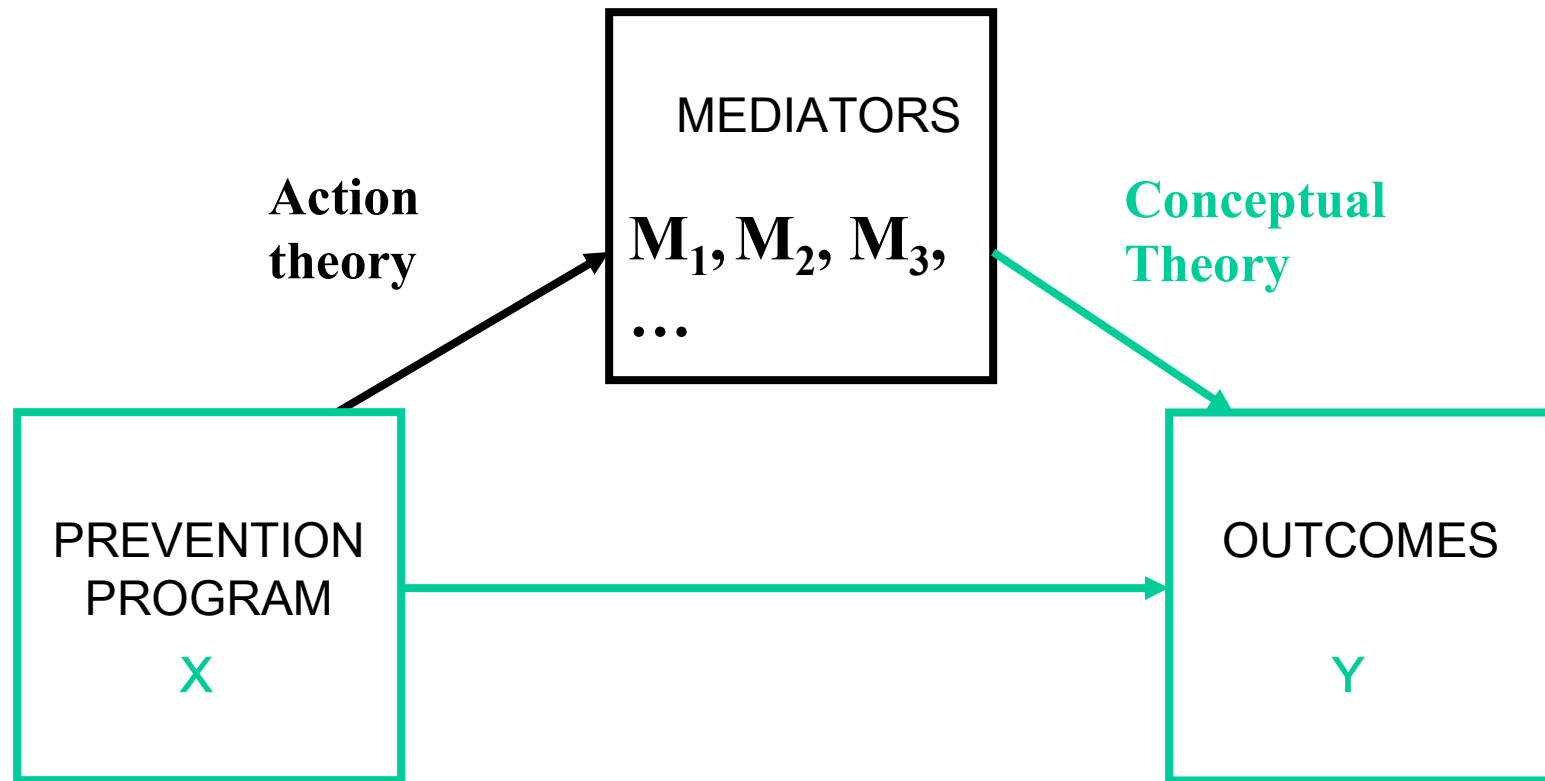 MEDIATORS
Action
theory
M₁, M₂, M₃,
…
Conceptual
Theory
PREVENTION
PROGRAM
X
OUTCOMES
Y